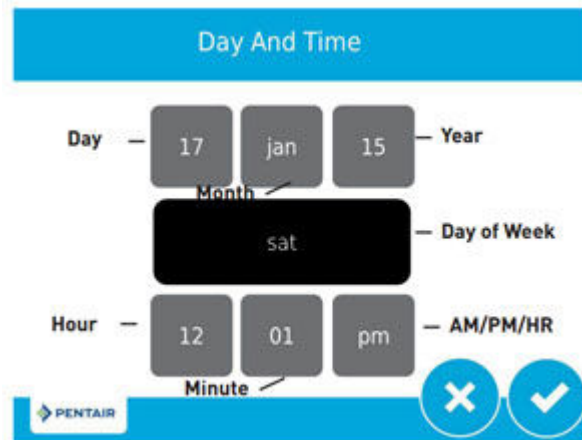 Day And Time
Day 17 jan 15 Year
Month
sat Day of Week
Hour 12 01 pm AM/PM/HR
Minute
PENTAIR